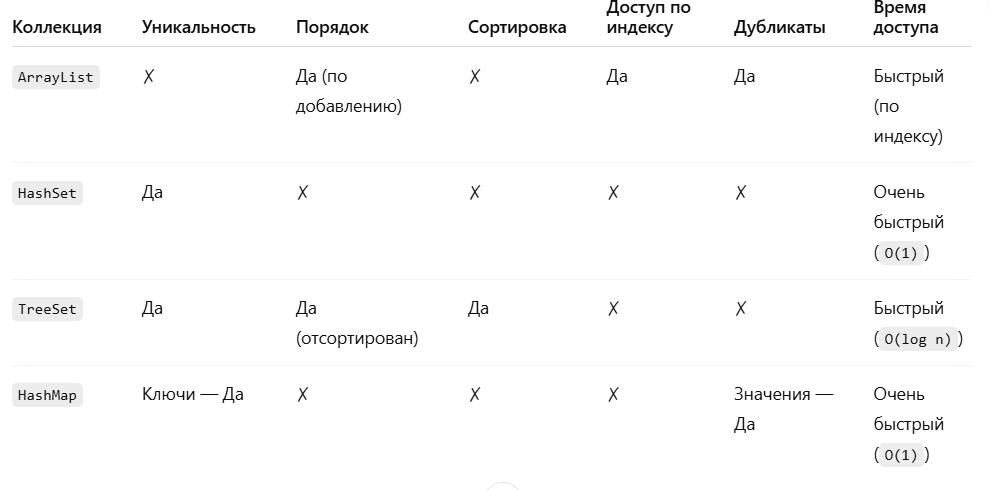 Коллекция Уникальность Порядок Сортировка Доступ по индексу Дубликаты Время доступа
ArrayList ✗ Да (по добавлению) ✗ Да Да Быстрый (по индексу)
HashSet Да ✗ ✗ ✗ ✗ Очень быстрый (O(1))
TreeSet Да Да (отсортирован) Да ✗ ✗ Быстрый (O(log n))
HashMap Ключи — Да ✗ ✗ ✗ Значения — Да Очень быстрый (O(1))